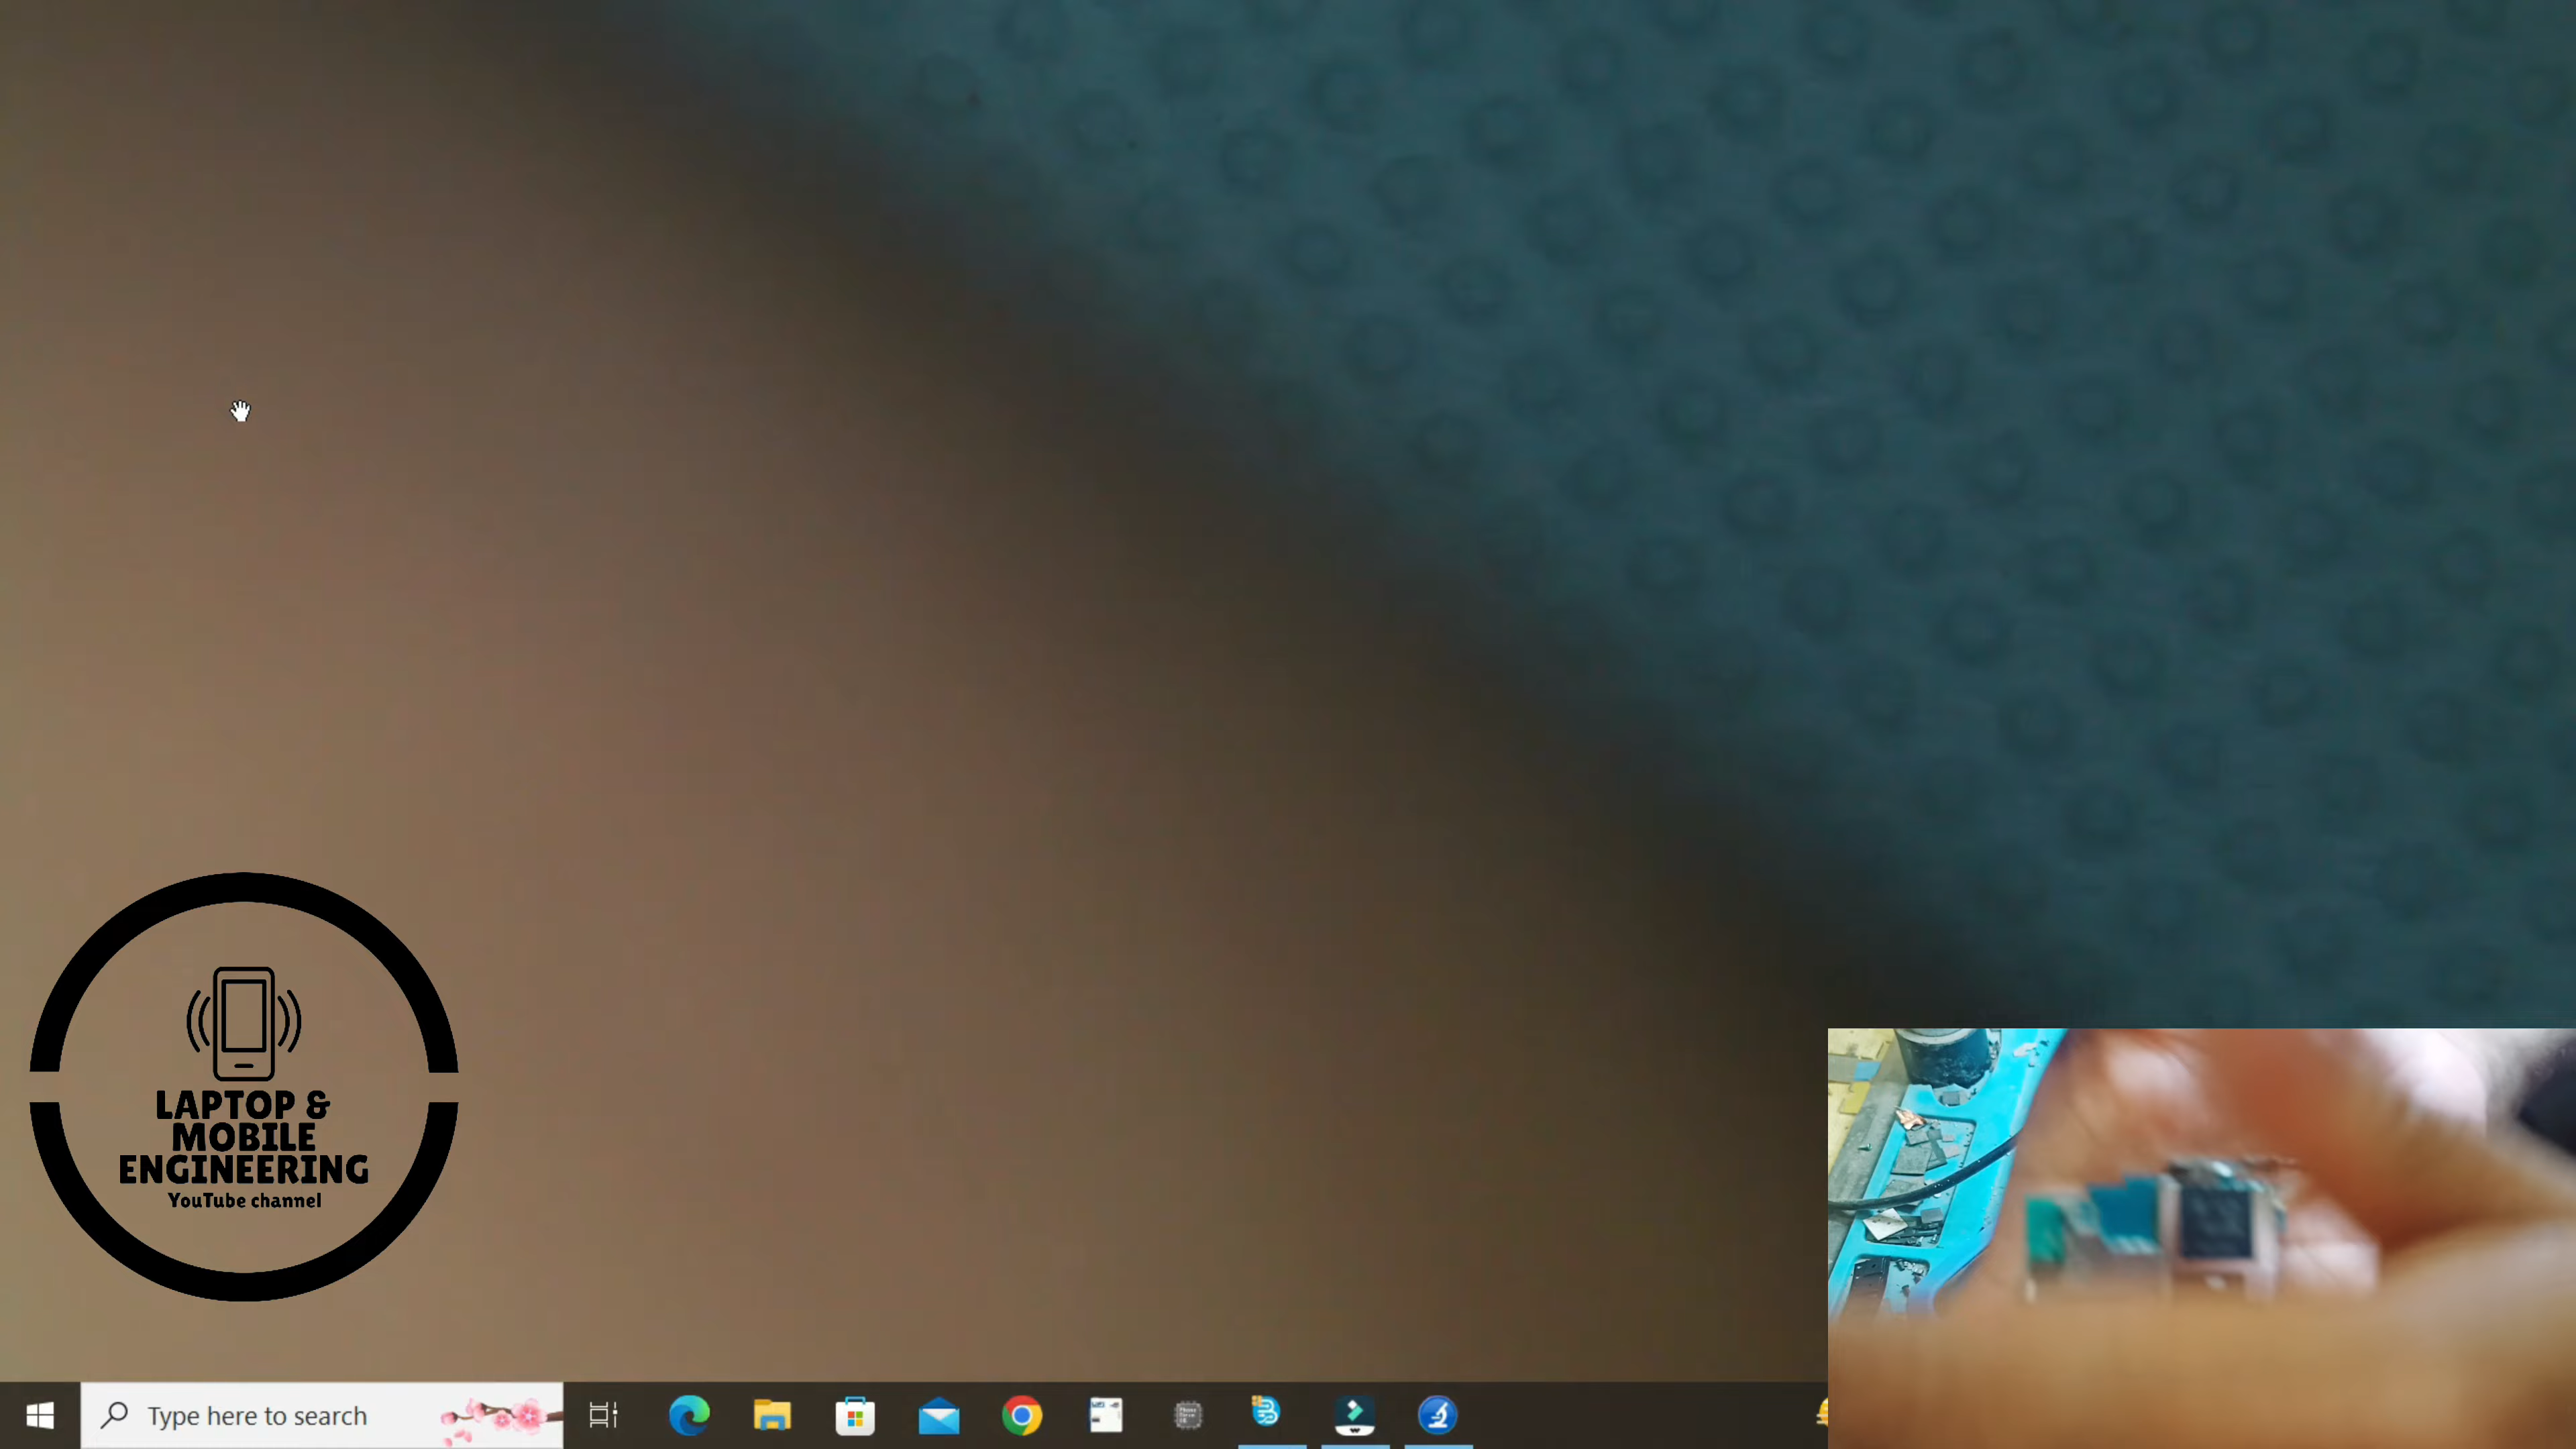 LAPTOP &
MOBILE
ENGINEERING
YouTube channel
Type here to search